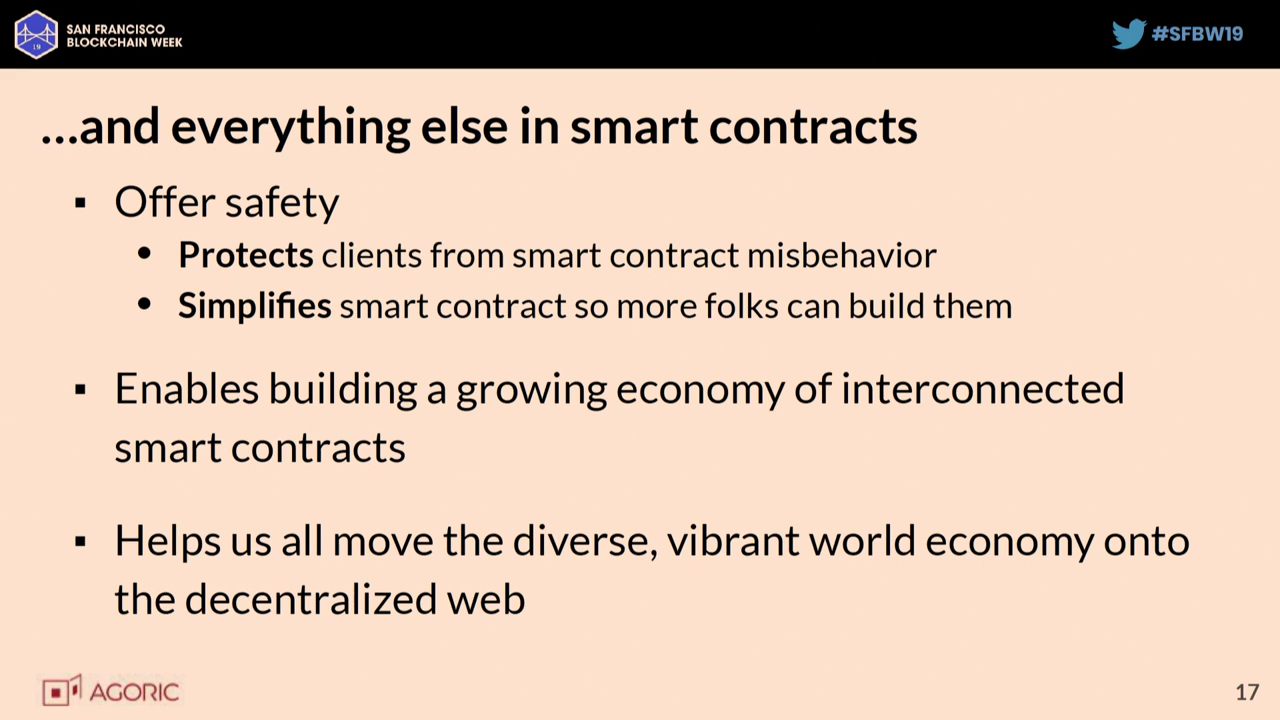 SAN FRANCISCO
BLOCKCHAIN WEEK
19
#SFBW19
...and everything else in smart contracts
▪ Offer safety
• Protects clients from smart contract misbehavior
• Simplifies smart contract so more folks can build them
▪ Enables building a growing economy of interconnected
smart contracts
▪ Helps us all move the diverse, vibrant world economy onto
the decentralized web
AGORIC
17